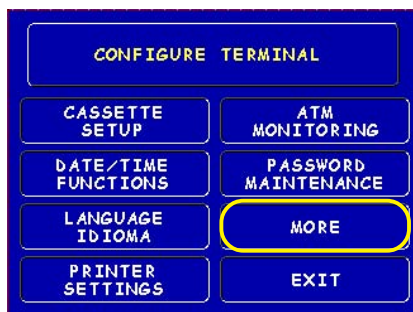 CONFIGURE TERMINAL
CASSETTE
SETUP
ATM
MONITORING
DATE/TIME
FUNCTIONS
PASSWORD
MAINTENANCE
LANGUAGE
IDIOMA
MORE
PRINTER
SETTINGS
EXIT